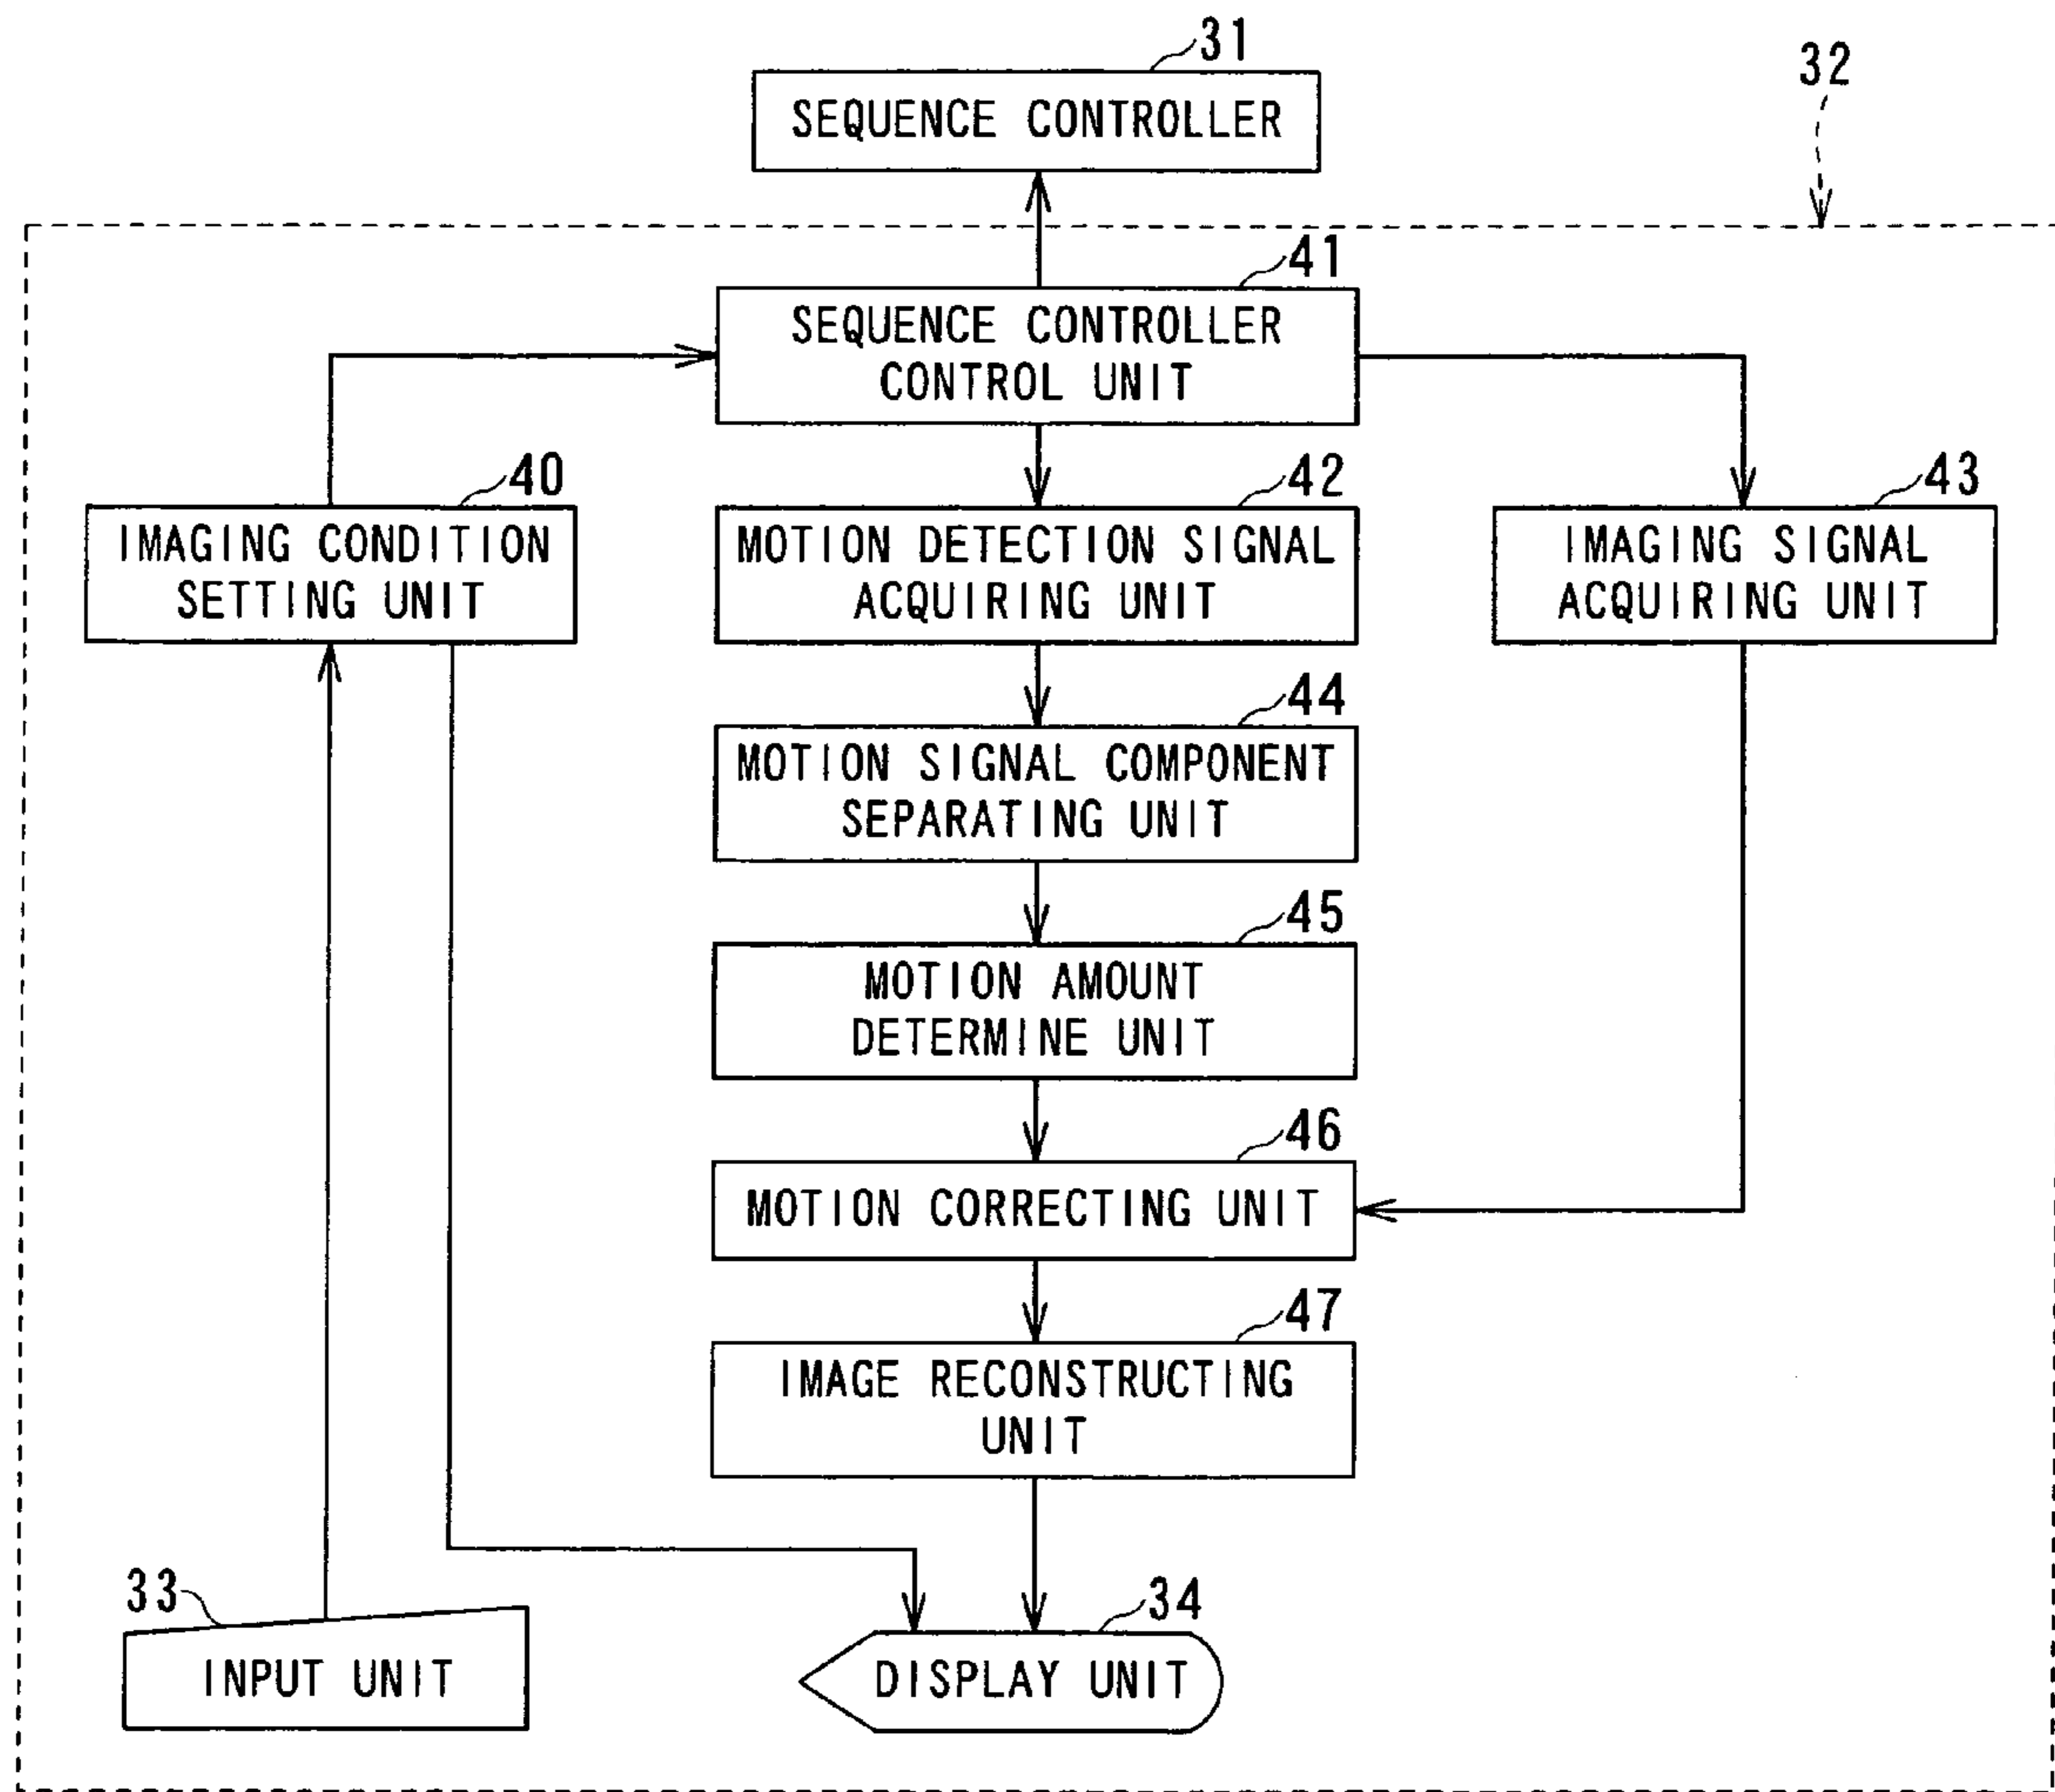 31
32
SEQUENCE CONTROLLER
41
SEQUENCE CONTROLLER
CONTROL UNIT
40
42
43
IMAGING CONDITION
SETTING UNIT
MOTION DETECTION SIGNAL
ACQUIRING UNIT
IMAGING SIGNAL
ACQUIRING UNIT
44
MOTION SIGNAL COMPONENT
SEPARATING UNIT
45
MOTION AMOUNT
DETERMINE UNIT
46
MOTION CORRECTING UNIT
47
IMAGE RECONSTRUCTING
UNIT
33
34
INPUT UNIT
DISPLAY UNIT